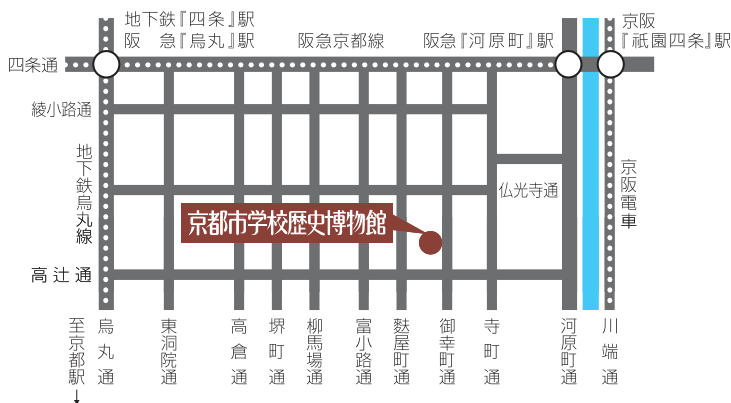 地下鉄『四条』駅
阪 急『烏丸』駅
阪急京都線
阪急『河原町』駅
京阪
『祇園四条』駅
四条通
綾小路通
地下鉄烏丸線
仏光寺通
京阪電車
京都市学校歴史博物館
高辻通
至京都駅
烏丸通
東洞院通
高倉通
堺町通
柳馬場通
富小路通
麩屋町通
御幸町通
寺町通
河原町通
川端通